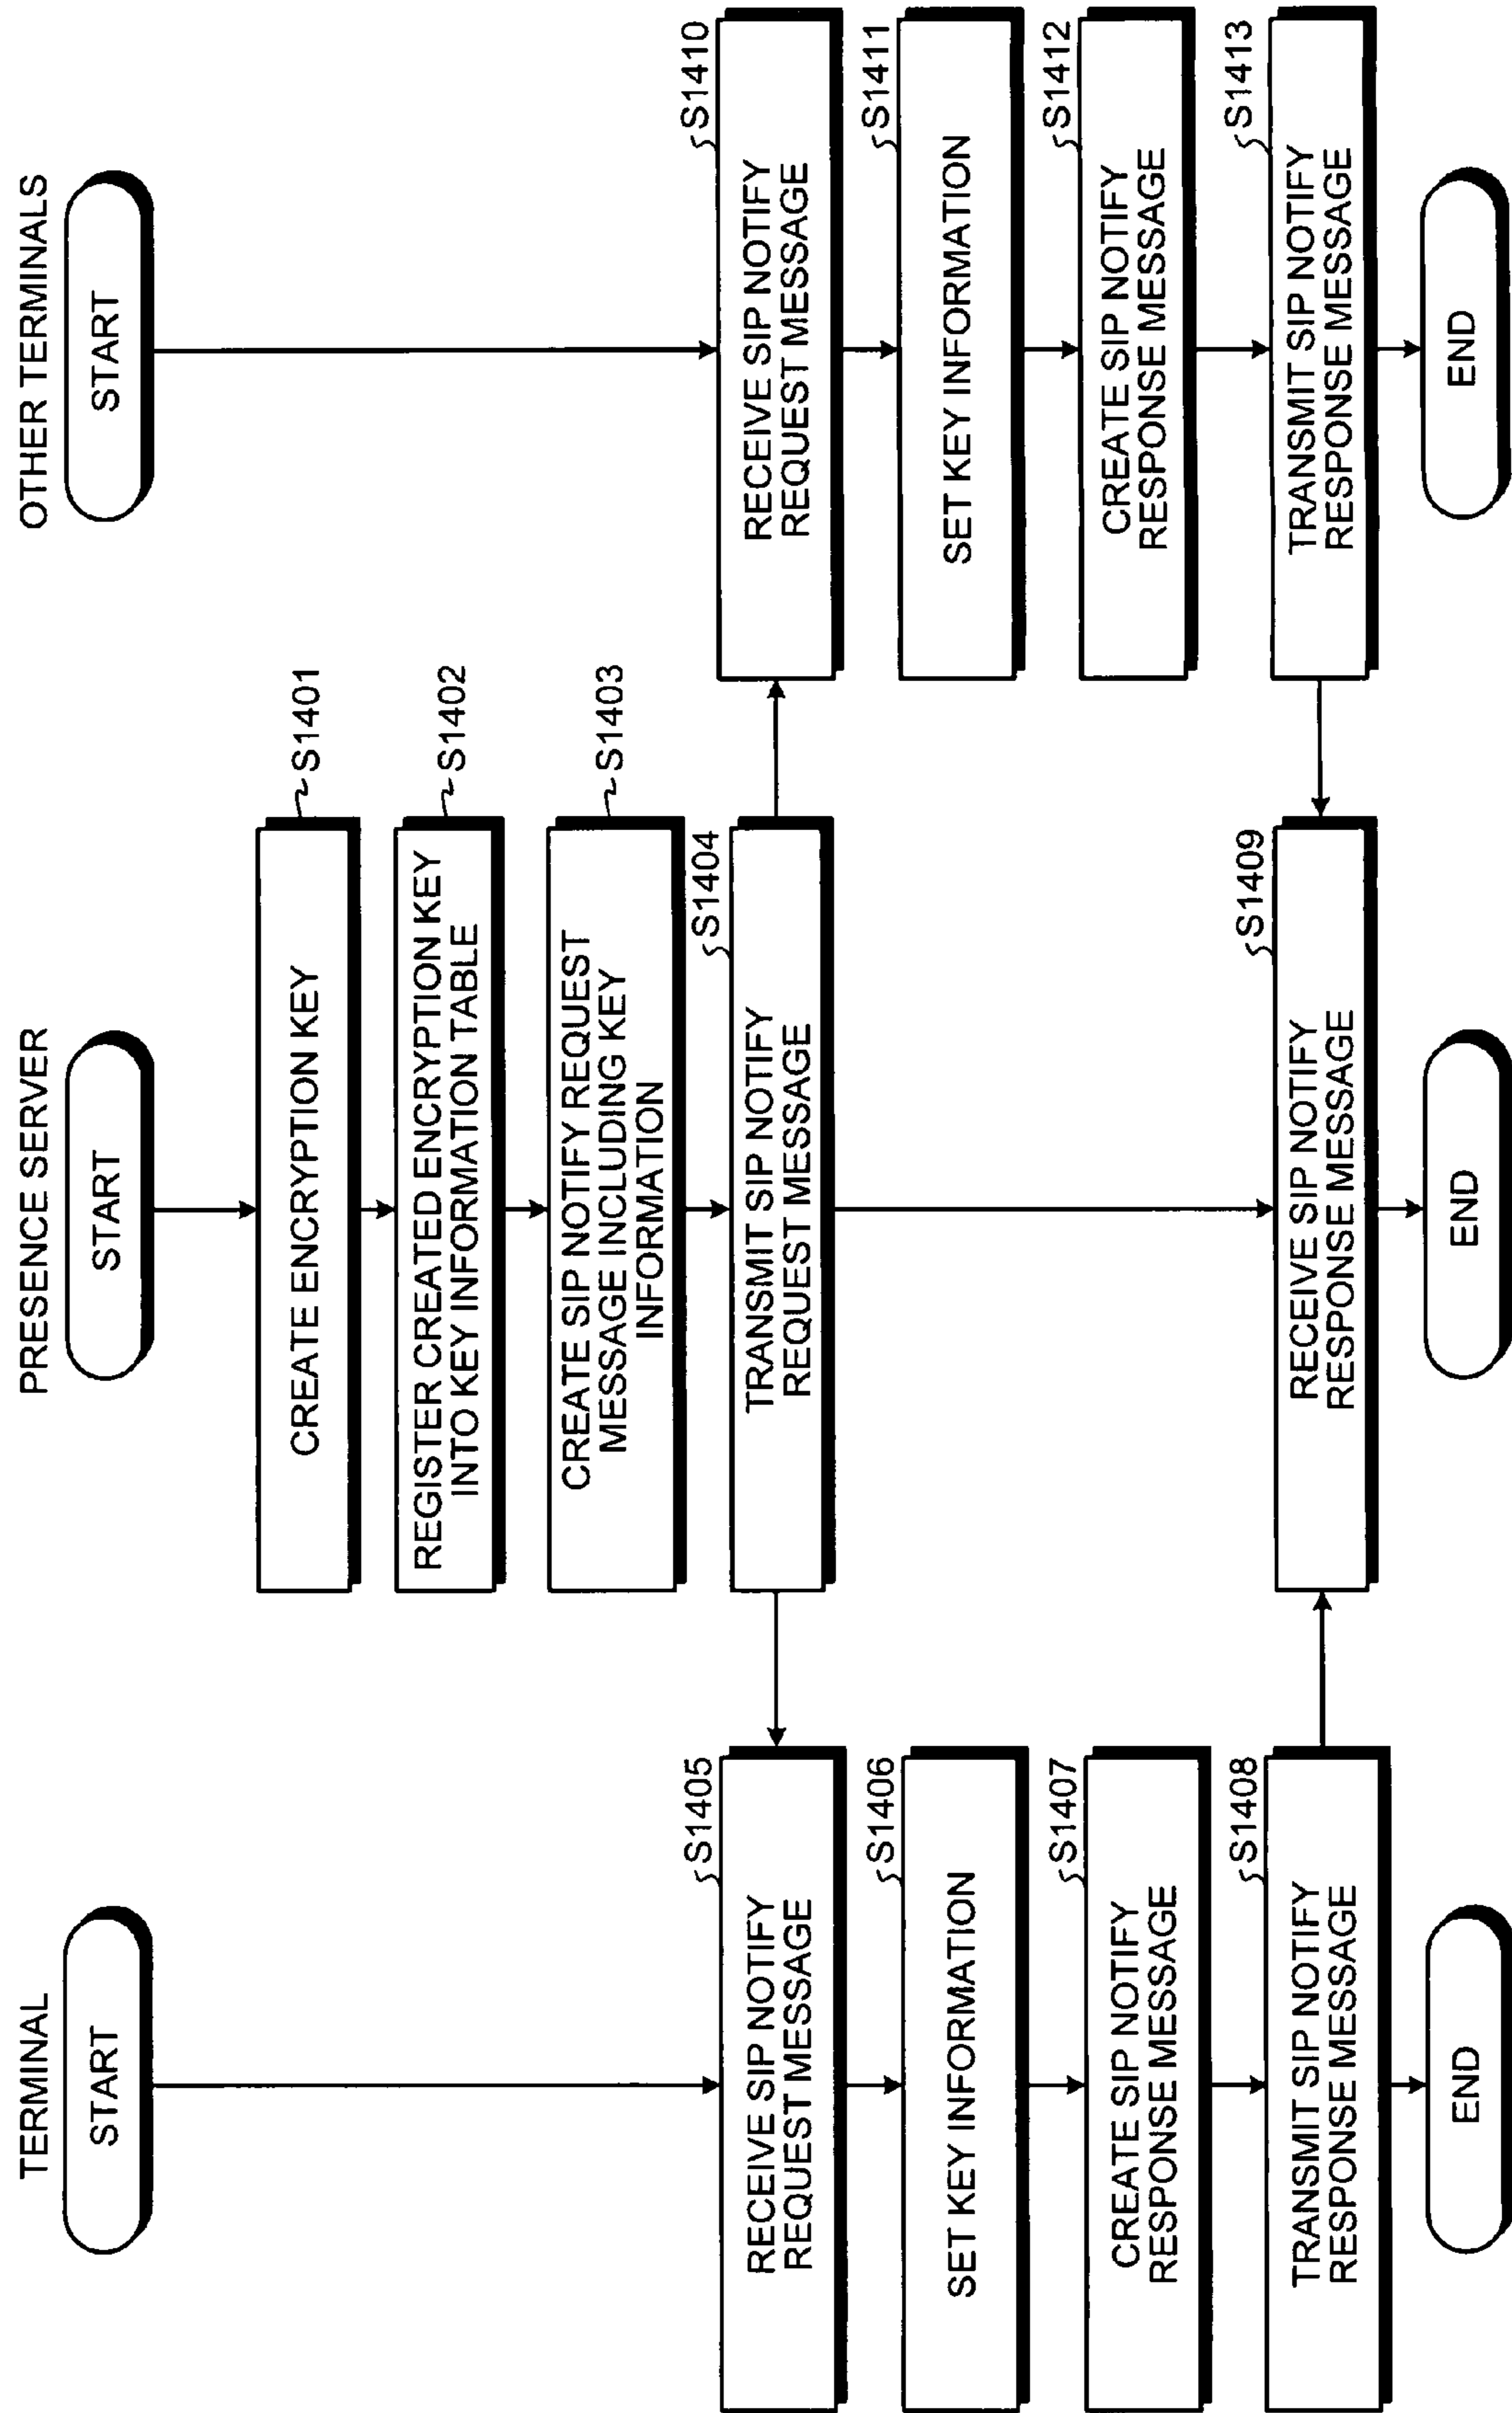 TERMINAL
START
RECEIVE SIP NOTIFY
REQUEST MESSAGE
S1405
SET KEY INFORMATION
S1406
CREATE SIP NOTIFY
RESPONSE MESSAGE
S1407
TRANSMIT SIP NOTIFY
RESPONSE MESSAGE
S1408
END
PRESENCE SERVER
START
CREATE ENCRYPTION KEY
S1401
REGISTER CREATED ENCRYPTION KEY
INTO KEY INFORMATION TABLE
S1402
CREATE SIP NOTIFY REQUEST
MESSAGE INCLUDING KEY
INFORMATION
S1403
TRANSMIT SIP NOTIFY
REQUEST MESSAGE
S1404
RECEIVE SIP NOTIFY
RESPONSE MESSAGE
S1409
END
OTHER TERMINALS
START
RECEIVE SIP NOTIFY
REQUEST MESSAGE
S1410
SET KEY INFORMATION
S1411
CREATE SIP NOTIFY
RESPONSE MESSAGE
S1412
TRANSMIT SIP NOTIFY
RESPONSE MESSAGE
S1413
END